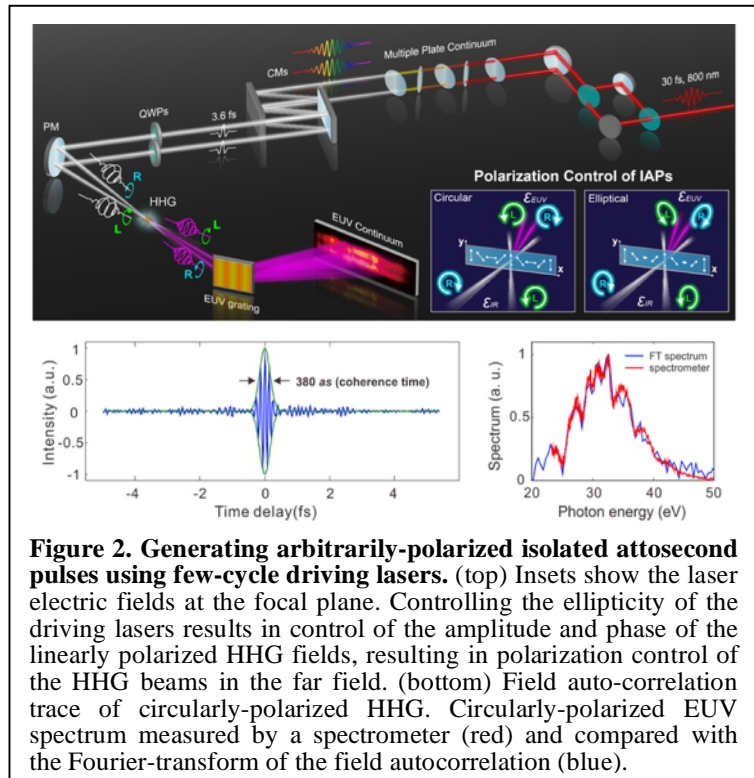 CMs
Multiple Plate Continuum
30 fs, 800 nm
PM
QWPs
3.6 fs
R
L
HHG
L
R
EUV grating
EUV Continuum
Polarization Control of IAPs
Circular
εEUV
L
R
y
x
R
L
εIR
Elliptical
εEUV
L
R
y
x
R
L
εIR
Intensity (a.u.)
1
0.5
0
-0.5
-1
380 as (coherence time)
-4
-2
0
2
4
Time delay(fs)
Spectrum (a. u.)
1
0.5
0
FT spectrum
spectrometer
20
30
40
50
Photon energy (eV)
Figure 2. Generating arbitrarily-polarized isolated attosecond
pulses using few-cycle driving lasers. (top) Insets show the laser
electric fields at the focal plane. Controlling the ellipticity of the
driving lasers results in control of the amplitude and phase of the
linearly polarized HHG fields, resulting in polarization control of
the HHG beams in the far field. (bottom) Field auto-correlation
trace of circularly-polarized HHG. Circularly-polarized EUV
spectrum measured by a spectrometer (red) and compared with
the Fourier-transform of the field autocorrelation (blue).